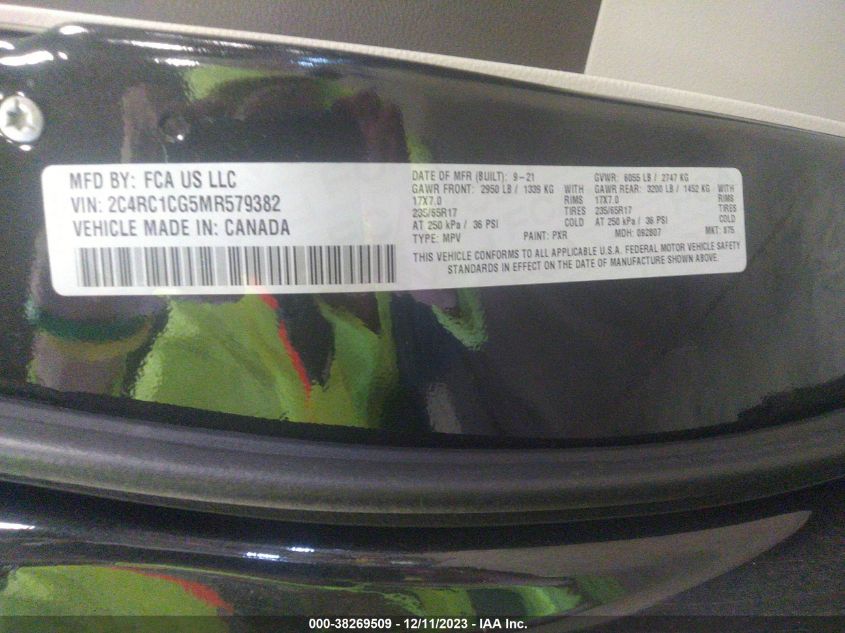 MFD BY: FCA US LLC
VIN: 2C4RC1CG5MR579382
VEHICLE MADE IN: CANADA
DATE OF MFR (BUILT): 9-21 GVWR: 6055 LB / 2747 KG
GAWR FRONT: 2950 LB / 1339 KG WITH GAWR REAR: 3200 LB / 1452 KG WITH
17X7.0 RIMS 17X7.0 RIMS
235/65R17 TIRES 235/65R17 TIRES
AT 250 kPa / 36 PSI COLD AT 250 kPa / 36 PSI COLD
TYPE: MPV PAINT: PXR MDH: 092807 MKT: 875
THIS VEHICLE CONFORMS TO ALL APPLICABLE U.S.A. FEDERAL MOTOR VEHICLE SAFETY
STANDARDS IN EFFECT ON THE DATE OF MANUFACTURE SHOWN ABOVE.
000-38269509 - 12/11/2023 - IAA Inc.